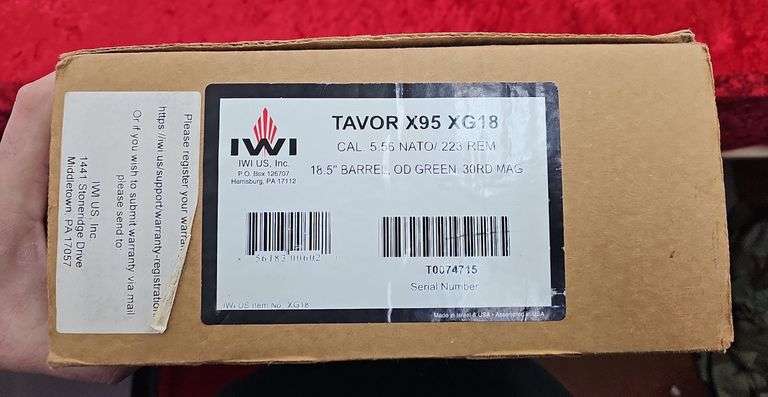 Please register your warra
https://iwi.us/support/warranty-registration
Or if you wish to submit warranty via mail
please send to
IWI US, Inc
1441 Stoneridge Drive
Middletown, PA 17057
IWI
IWI US, Inc.
P.O. Box 126707
Harrisburg, PA 17112
TAVOR X95 XG18
CAL 5.56 NATO/ 223 REM
18.5" BARREL, OD GREEN 30RD MAG
56183 00602
T0074715
Serial Number
IWI US Item No. XG18
Made in Israel & USA • Assembled in USA